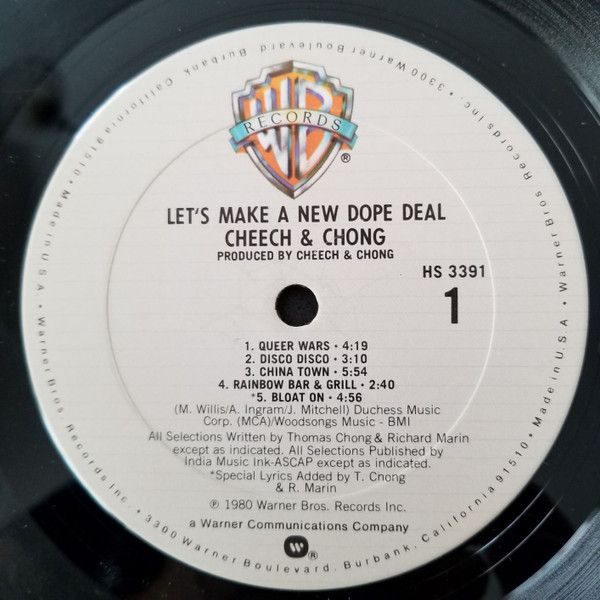 WB
RECORDS
®
LET'S MAKE A NEW DOPE DEAL
CHEECH & CHONG
PRODUCED BY CHEECH & CHONG
HS 3391
1
1. QUEER WARS · 4:19
2. DISCO DISCO · 3:10
3. CHINA TOWN · 5:54
4. RAINBOW BAR & GRILL · 2:40
*5. BLOAT ON · 4:56
(M. Willis/A. Ingram/J. Mitchell) Duchess Music
Corp. (MCA)/Woodsongs Music - BMI
All Selections Written by Thomas Chong & Richard Marin
except as indicated. All Selections Published by
India Music Ink-ASCAP except as indicated.
*Special Lyrics Added by T. Chong
& R. Marin
℗ 1980 Warner Bros. Records Inc.
a Warner Communications Company
W®
Warner Bros. Records Inc. · 3300 Warner Boulevard, Burbank, California 91510 · Made in U.S.A. ·
Warner Bros. Records Inc. · 3300 Warner Boulevard, Burbank, California 91510 · Made in U.S.A. ·